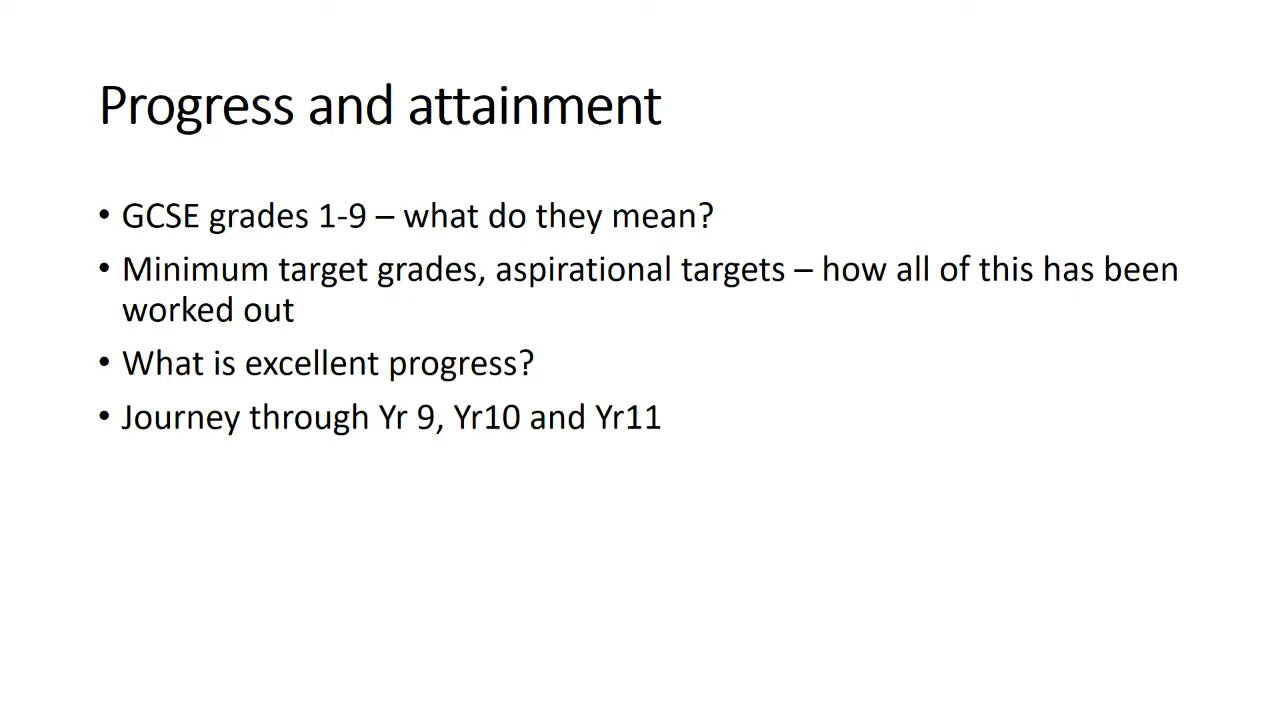 Progress and attainment
• GCSE grades 1-9 – what do they mean?
• Minimum target grades, aspirational targets – how all of this has been
worked out
• What is excellent progress?
• Journey through Yr 9, Yr10 and Yr11